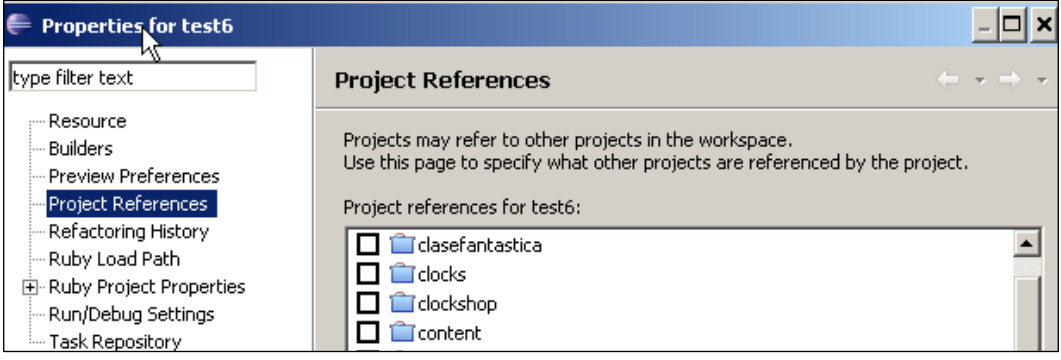 Properties for test6
type filter text
Resource
Builders
Preview Preferences
Project References
Refactoring History
Ruby Load Path
Ruby Project Properties
Run/Debug Settings
Task Repository
Project References
Projects may refer to other projects in the workspace.
Use this page to specify what other projects are referenced by the project.
Project references for test6:
clasefantastica
clocks
clockshop
content